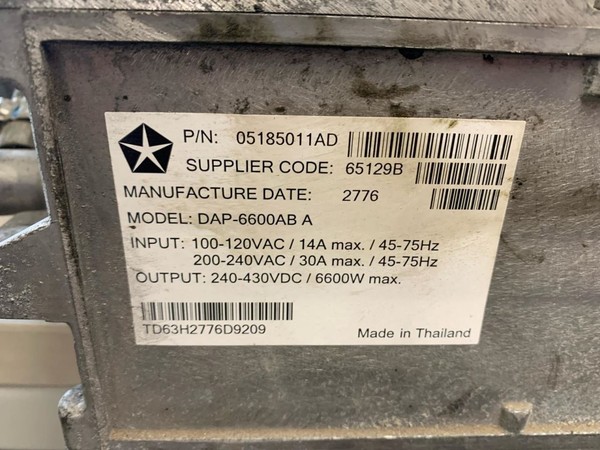 P/N: 05185011AD
SUPPLIER CODE: 65129B
MANUFACTURE DATE: 2776
MODEL: DAP-6600AB A
INPUT: 100-120VAC / 14A max. / 45-75Hz
200-240VAC / 30A max. / 45-75Hz
OUTPUT: 240-430VDC / 6600W max.
TD63H2776D9209
Made in Thailand